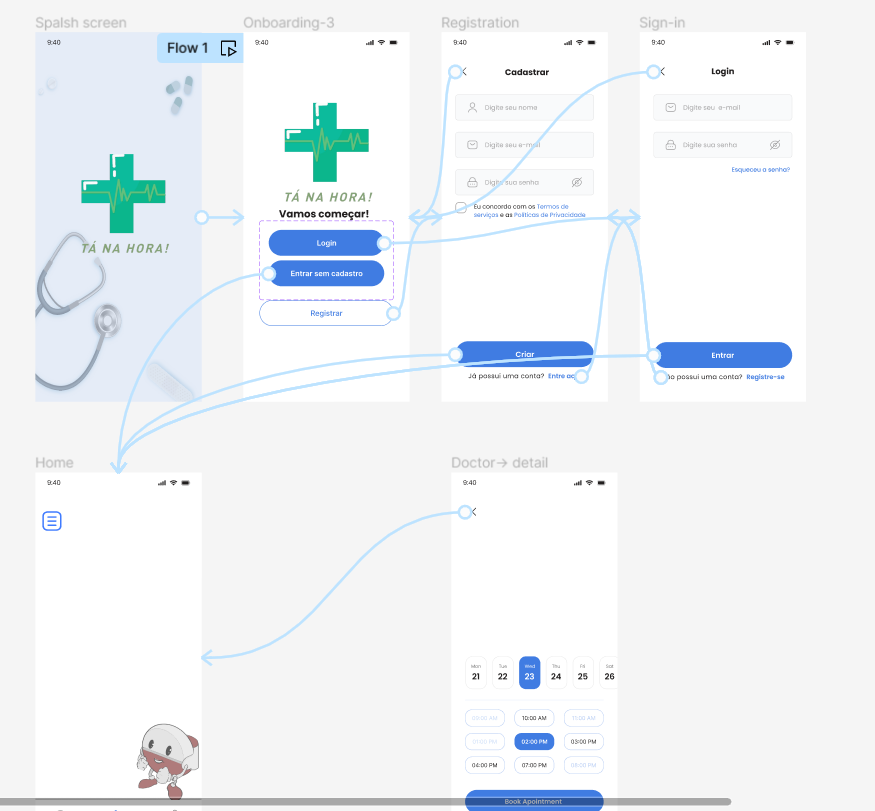 Spalsh screen
Onboarding-3
Registration
Sign-in
9:40
Flow 1
9:40
9:40
9:40
TÁ NA HORA!
TÁ NA HORA!
Vamos começar!
Login
Entrar sem cadastro
Registrar
Cadastrar
Digite seu nome
Digite seu e-mail
Digite sua senha
Eu concordo com os Termos de
serviços e as Políticas de Privacidade
Criar
Já possui uma conta? Entre
Login
Digite seu e-mail
Digite sua senha
Esqueceu a senha?
Entrar
possui uma conta? Registre-se
Home
Doctor→ detail
9:40
9:40
Mon Tue Wed Thu Fri Sat
21 22 23 24 25 26
09:00 AM 10:00 AM 11:00 AM
02:00 PM 03:00 PM
04:00 PM 07:00 PM 08:00 PM
Book Apointment